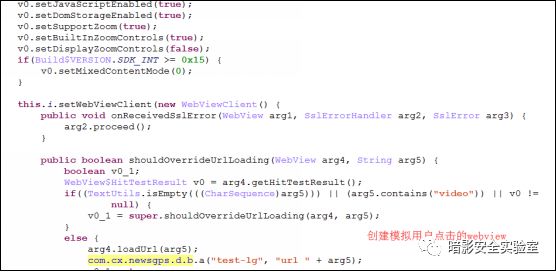 v0.setJavaScriptEnabled(true);
v0.setDomStorageEnabled(true);
v0.setSupportZoom(true);
v0.setBuiltInZoomControls(true);
v0.setDisplayZoomControls(false);
if(Build$VERSION.SDK_INT >= 0x15) {
v0.setMixedContentMode(0);
}
this.i.setWebViewClient(new WebViewClient() {
public void onReceivedSslError(WebView arg1, SslErrorHandler arg2, SslError arg3) {
arg2.proceed();
}
public boolean shouldOverrideUrlLoading(WebView arg4, String arg5) {
boolean v0_1;
WebView$HitTestResult v0 = arg4.getHitTestResult();
if((TextUtils.isEmpty(((CharSequence)arg5))) || (arg5.contains("video")) || v0 !=
null) {
v0_1 = super.shouldOverrideUrlLoading(arg4, arg5);
}
else {
创建模拟用户点击的webview
arg4.loadUrl(arg5);
com.cx.newsgps.d.b.a("test-lg", "url " + arg5);
暗影安全实验室